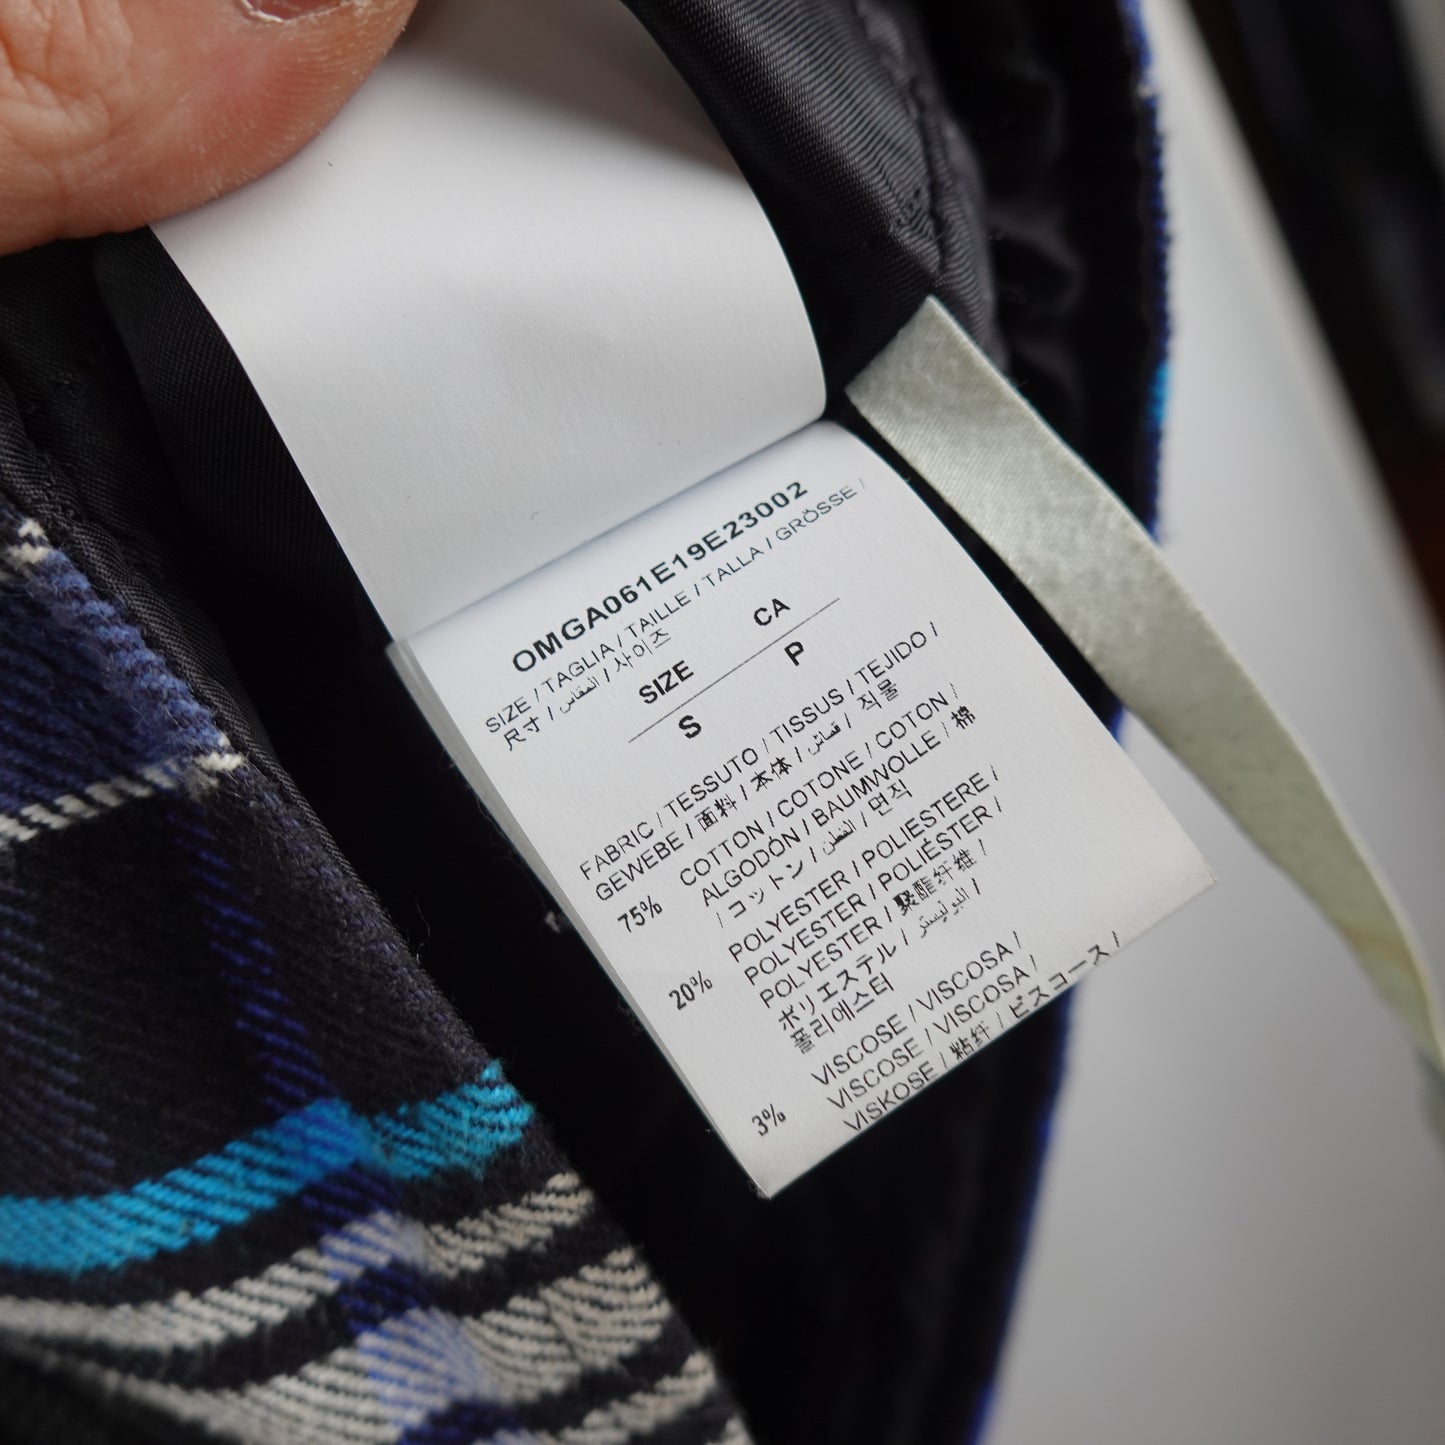 OMGA061E19E23002
SIZE / TAGLIA / TAILLE / TALLA / GRÖSSE /
尺寸 / المقاس / 사이즈
SIZE CA
S P
FABRIC / TESSUTO / TISSUS / TEJIDO /
GEWEBE / 面料 / 本体 / قماش / 직물
75% COTTON / COTONE / COTON /
ALGODÓN / BAUMWOLLE / 棉
/ コットン / القطن / 면직
20% POLYESTER / POLIESTERE /
POLYESTER / POLIÉSTER /
POLYESTER / 聚酯纤维 /
ポリエステル / البوليستر /
폴리에스터
3% VISCOSE / VISCOSA /
VISCOSE / VISCOSA /
VISKOSE / 粘纤 / ビスコース /